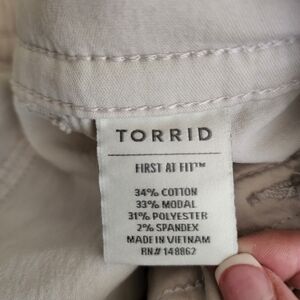 TORRID
FIRST AT FIT™
34% COTTON
33% MODAL
31% POLYESTER
2% SPANDEX
MADE IN VIETNAM
RN# 148862